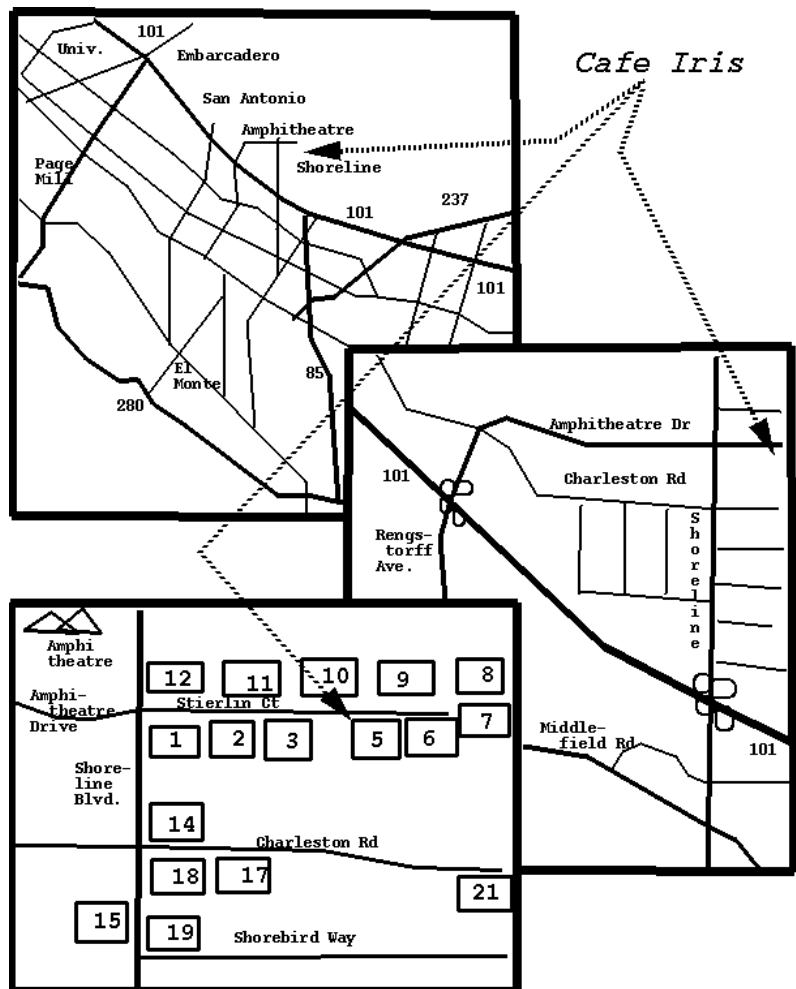 101
Univ.
Embarcadero
Cafe Iris
San Antonio
Amphitheatre
Page
Mill
Shoreline
237
101
101
El
Monte
85
280
Amphitheatre Dr
101
Charleston Rd
Rengs-
torff
Ave.
Shoreline
Middle-
field Rd
101
Amphi
theatre
12
11
10
9
8
Amphi-
theatre
Drive
Stierlin Ct
7
1
2
3
5
6
Shore-
line
Blvd.
14
Charleston Rd
18
17
21
15
19
Shorebird Way